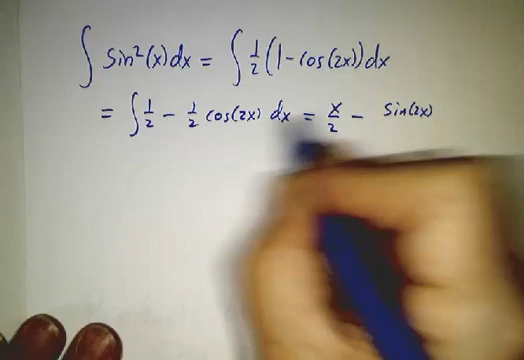 ∫ sin²(x)dx = ∫ 1/2 (1 - cos(2x))dx
= ∫ 1/2 - 1/2 cos(2x) dx = x/2 - sin(2x)